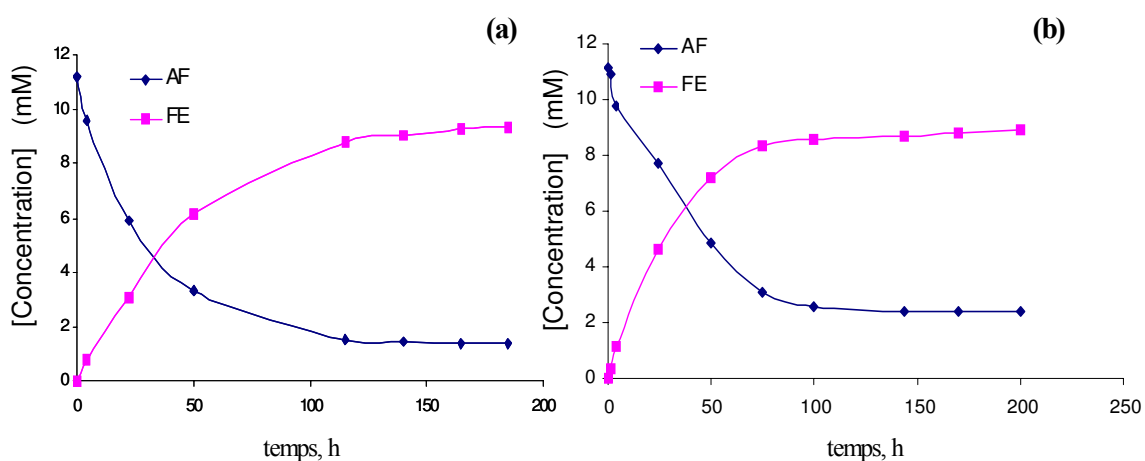 (a)
AF
FE
[Concentration] (mM)
12
10
8
6
4
2
0
0 50 100 150 200
temps, h
(b)
AF
FE
[Concentration] (mM)
12
10
8
6
4
2
0
0 50 100 150 200 250
temps, h